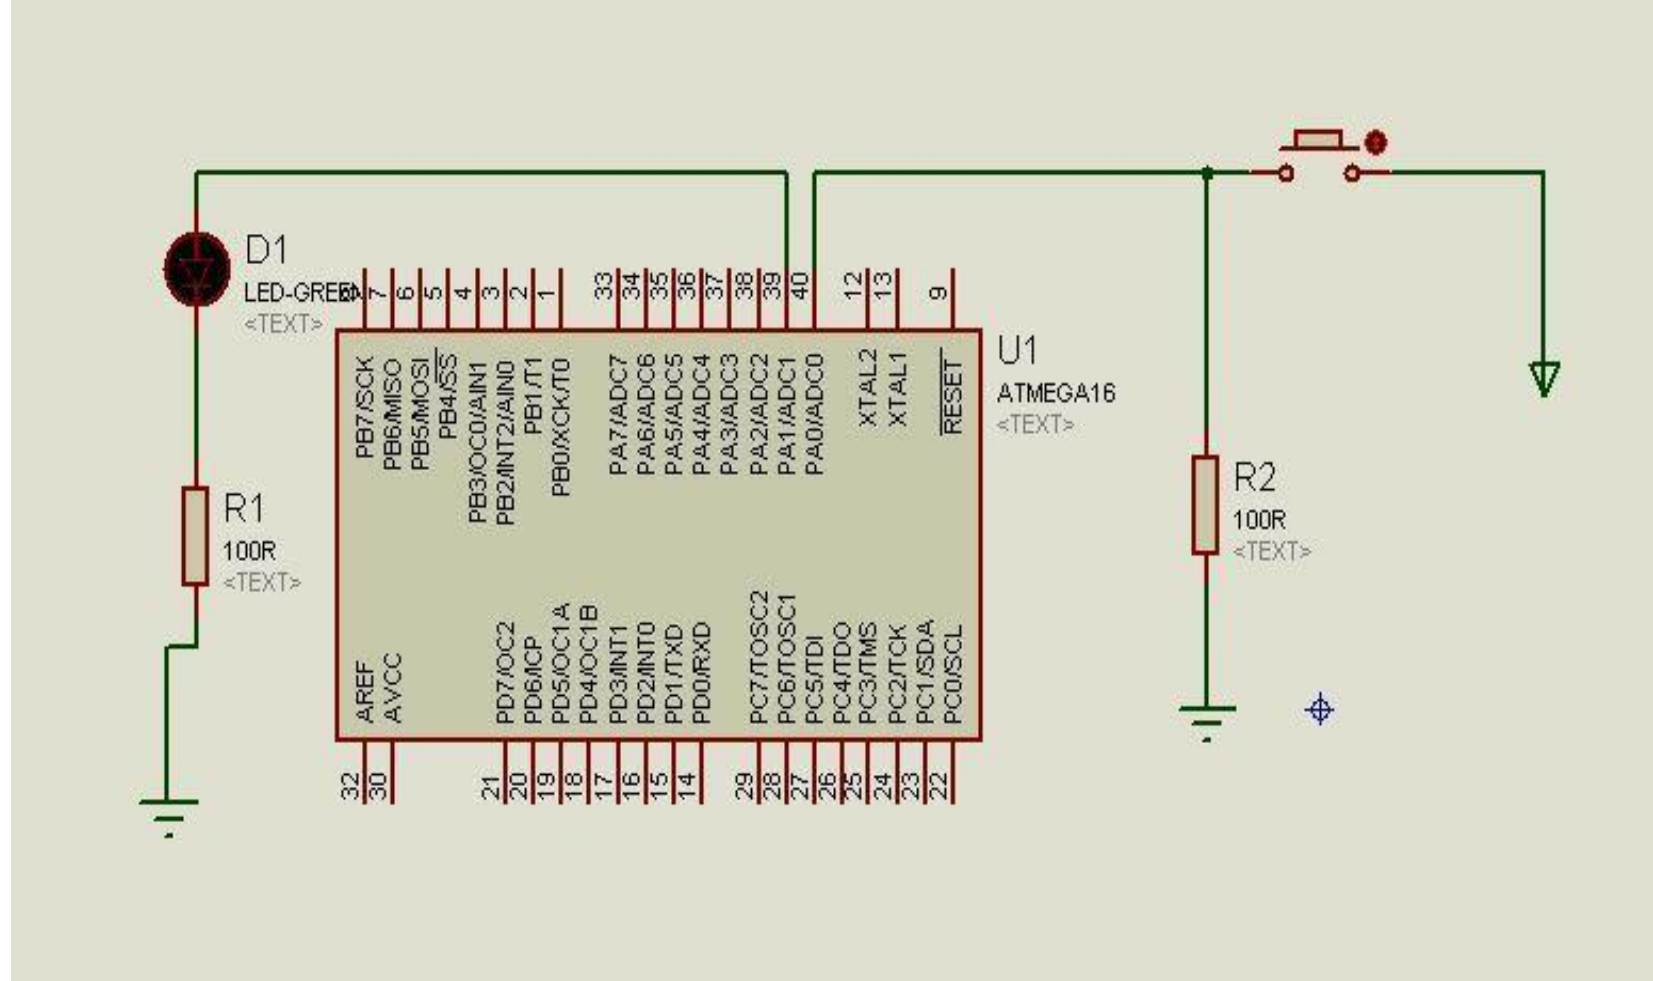 D1
LED-GREEN
<TEXT>
7
6
5
4
3
2
1
33
34
35
36
37
38
39
40
12
13
9
PB7/SCK
PB6/MISO
PB5/MOSI
PB4/SS
PB3/OC0/AIN1
PB2/INT2/AIN0
PB1/T1
PB0/XCK/T0
PA7/ADC7
PA6/ADC6
PA5/ADC5
PA4/ADC4
PA3/ADC3
PA2/ADC2
PA1/ADC1
PA0/ADC0
XTAL2
XTAL1
RESET
U1
ATMEGA16
<TEXT>
R1
100R
<TEXT>
R2
100R
<TEXT>
AREF
AVCC
PD7/OC2
PD6/ICP
PD5/OC1A
PD4/OC1B
PD3/INT1
PD2/INT0
PD1/TXD
PD0/RXD
PC7/TOSC2
PC6/TOSC1
PC5/TDI
PC4/TDO
PC3/TMS
PC2/TCK
PC1/SDA
PC0/SCL
32
30
21
20
19
18
17
16
15
14
29
28
27
26
25
24
23
22